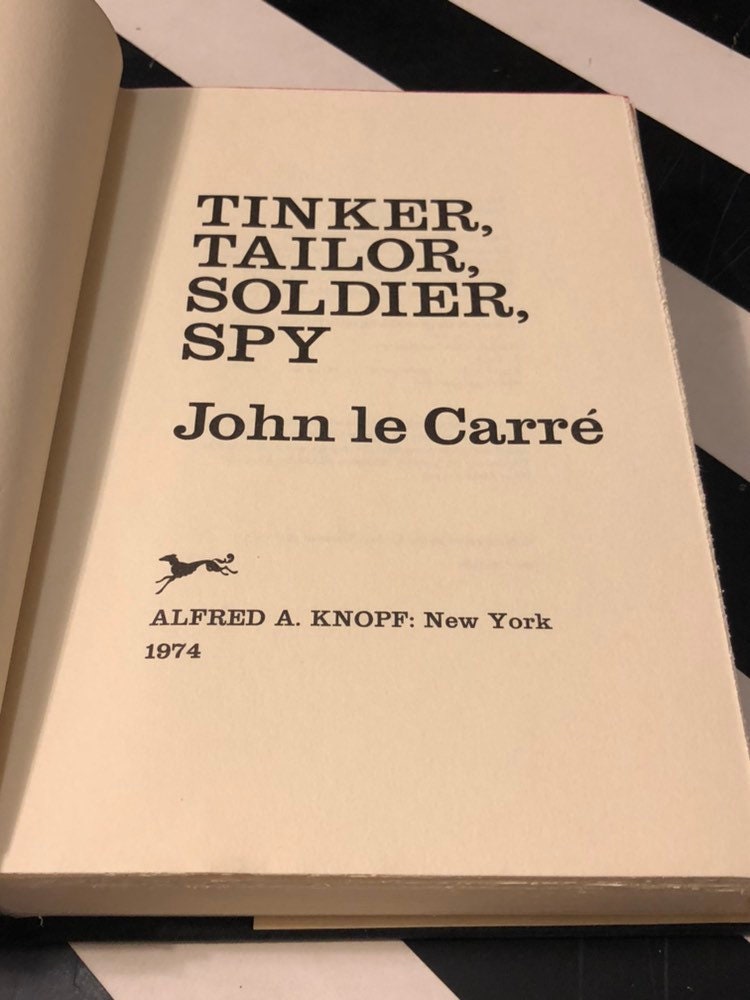 TINKER,
TAILOR,
SOLDIER,
SPY
John le Carré
ALFRED A. KNOPF: New York
1974